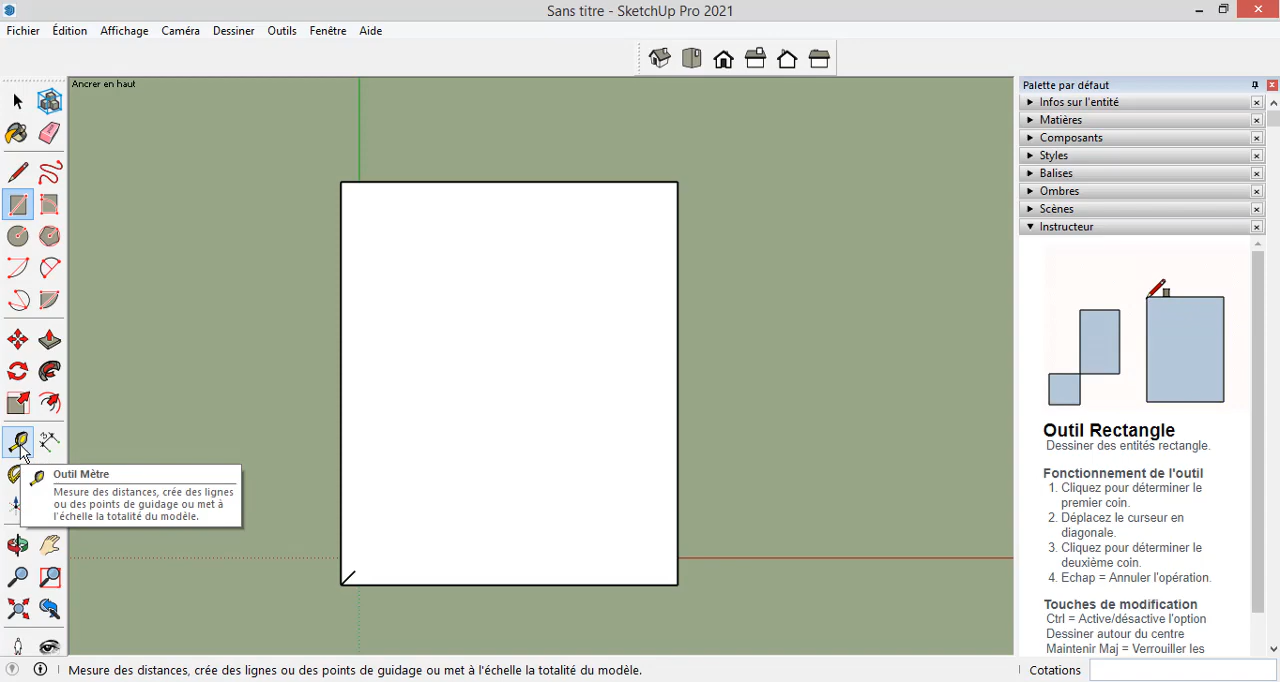 Sans titre - SketchUp Pro 2021
Fichier Édition Affichage Caméra Dessiner Outils Fenêtre Aide
Ancrer en haut
Palette par défaut
Infos sur l'entité
Matières
Composants
Styles
Balises
Ombres
Scènes
Instructeur
Outil Rectangle
Dessiner des entités rectangle.
Fonctionnement de l'outil
1. Cliquez pour déterminer le
premier coin.
2. Déplacez le curseur en
diagonale.
3. Cliquez pour déterminer le
deuxième coin.
4. Echap = Annuler l'opération.
Touches de modification
Ctrl = Active/désactive l'option
Dessiner autour du centre
Maintenir Maj = Verrouiller les
Outil Mètre
Mesure des distances, crée des lignes
ou des points de guidage ou met à
l'échelle la totalité du modèle.
Mesure des distances, crée des lignes ou des points de guidage ou met à l'échelle la totalité du modèle.
Cotations